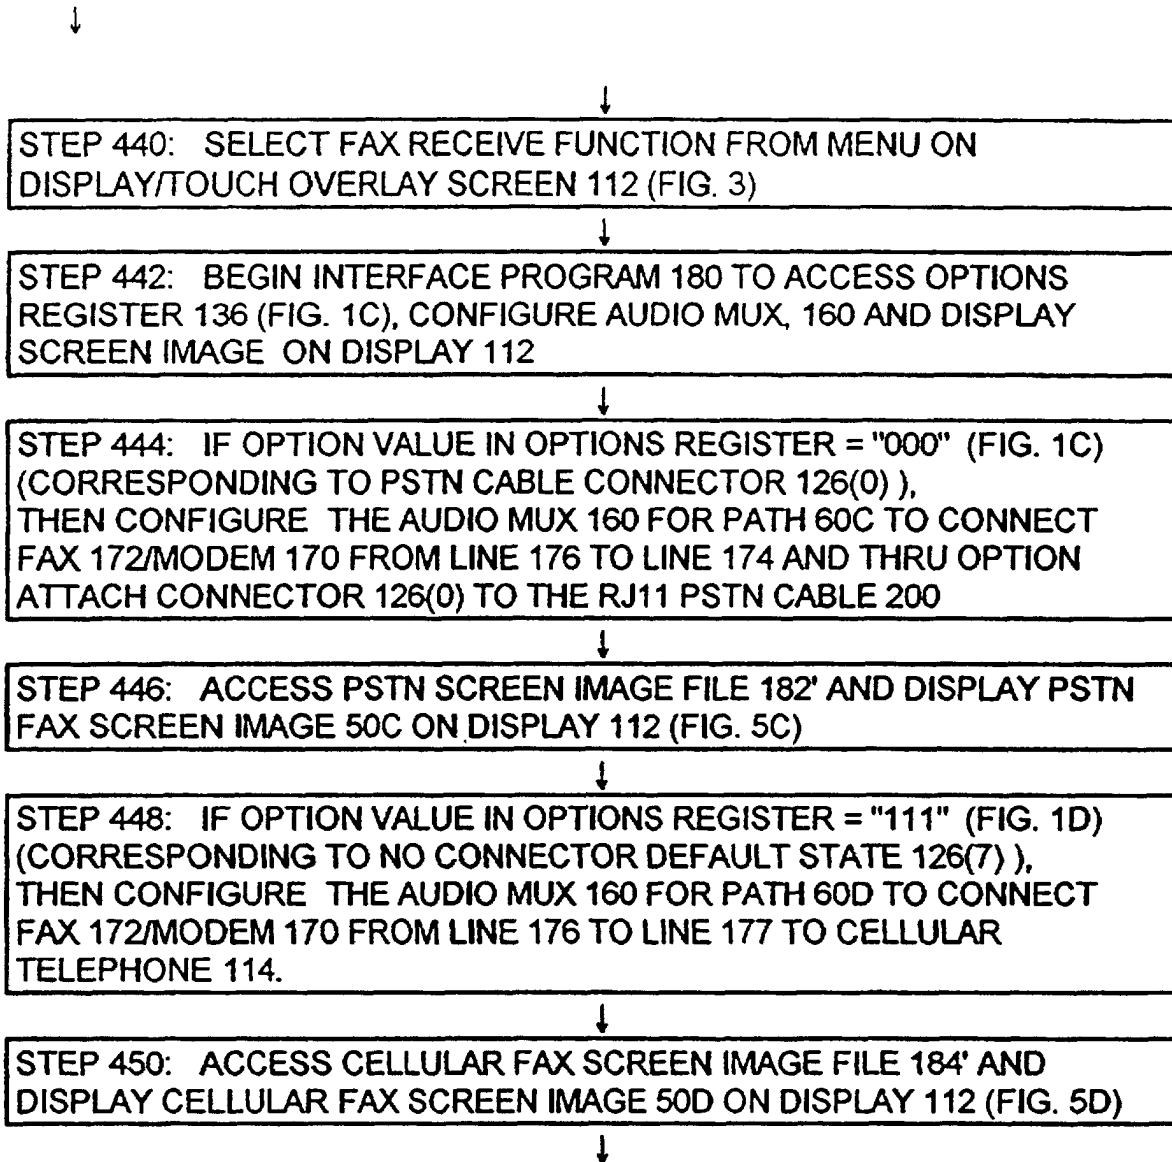 STEP 440: SELECT FAX RECEIVE FUNCTION FROM MENU ON
DISPLAY/TOUCH OVERLAY SCREEN 112 (FIG. 3)
STEP 442: BEGIN INTERFACE PROGRAM 180 TO ACCESS OPTIONS
REGISTER 136 (FIG. 1C), CONFIGURE AUDIO MUX, 160 AND DISPLAY
SCREEN IMAGE ON DISPLAY 112
STEP 444: IF OPTION VALUE IN OPTIONS REGISTER = "000" (FIG. 1C)
(CORRESPONDING TO PSTN CABLE CONNECTOR 126(0) ),
THEN CONFIGURE THE AUDIO MUX 160 FOR PATH 60C TO CONNECT
FAX 172/MODEM 170 FROM LINE 176 TO LINE 174 AND THRU OPTION
ATTACH CONNECTOR 126(0) TO THE RJ11 PSTN CABLE 200
STEP 446: ACCESS PSTN SCREEN IMAGE FILE 182' AND DISPLAY PSTN
FAX SCREEN IMAGE 50C ON DISPLAY 112 (FIG. 5C)
STEP 448: IF OPTION VALUE IN OPTIONS REGISTER = "111" (FIG. 1D)
(CORRESPONDING TO NO CONNECTOR DEFAULT STATE 126(7) ),
THEN CONFIGURE THE AUDIO MUX 160 FOR PATH 60D TO CONNECT
FAX 172/MODEM 170 FROM LINE 176 TO LINE 177 TO CELLULAR
TELEPHONE 114.
STEP 450: ACCESS CELLULAR FAX SCREEN IMAGE FILE 184' AND
DISPLAY CELLULAR FAX SCREEN IMAGE 50D ON DISPLAY 112 (FIG. 5D)